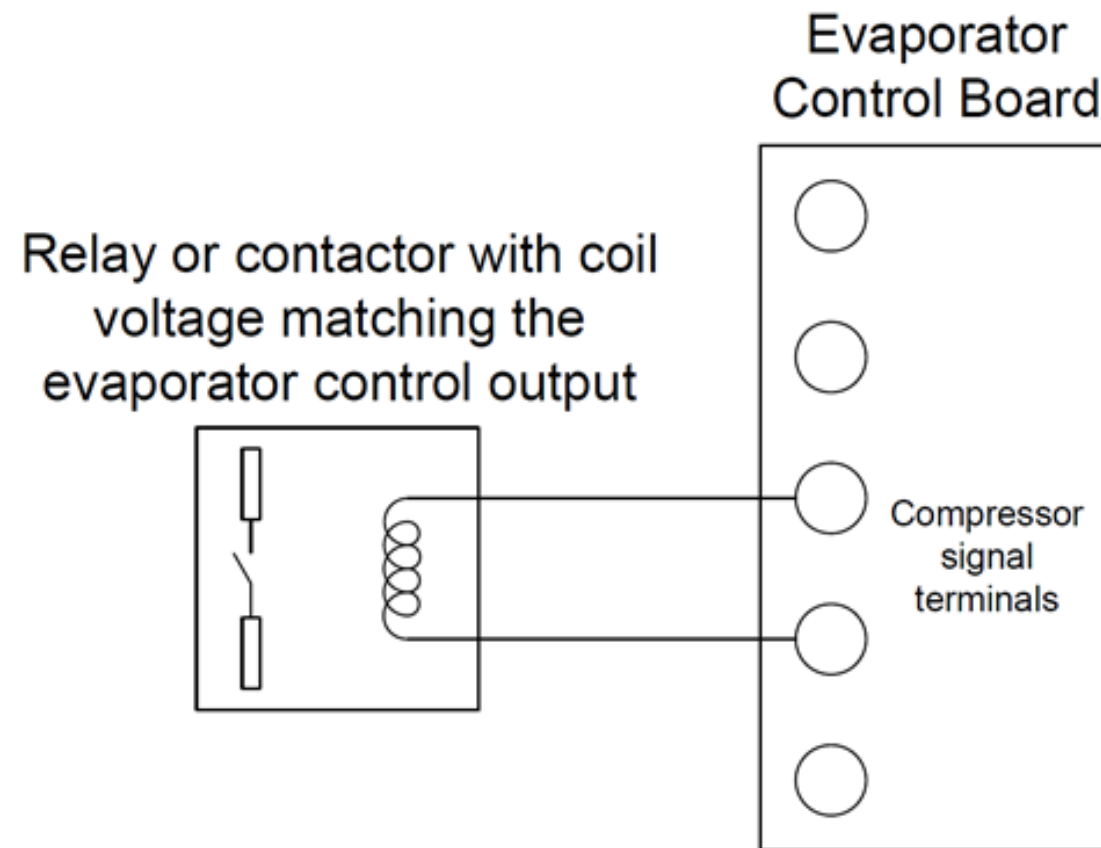 Evaporator
Control Board
Relay or contactor with coil
voltage matching the
evaporator control output
Compressor
signal
terminals